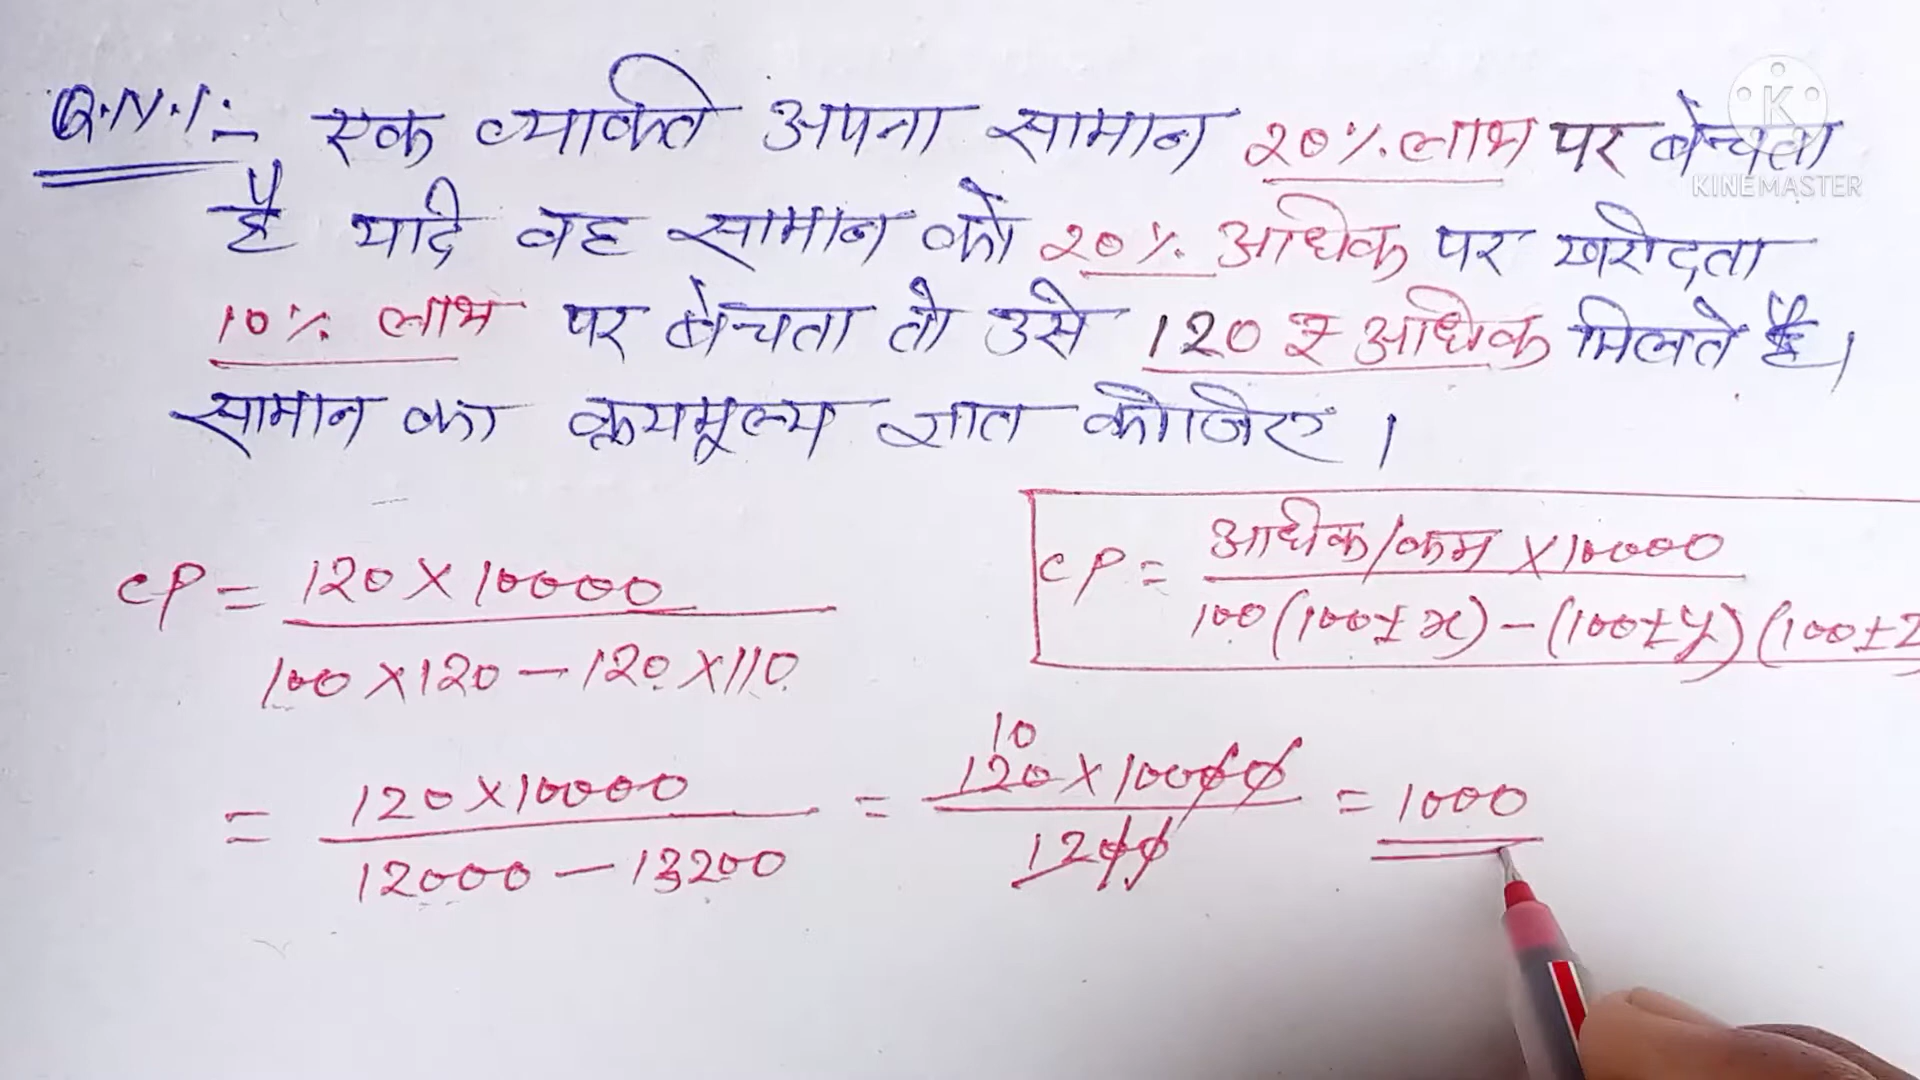 Q.N.1:- एक व्यक्ति अपना सामान 20% लाभ पर बेचता
है यदि वह सामान को 20% अधिक पर खरीदता
10% लाभ पर बेचता तो उसे 120 ₹ अधिक मिलते है।
सामान का क्रयमूल्य ज्ञात कीजिए।
CP = 120 × 10000 / 100 × 120 - 120 × 110
CP = अधिक/कम × 10000 / 100 (100 ± x) - (100 ± y) (100 ± z
= 120 × 10000 / 12000 - 13200 = 10 120 × 10000 / 1200 = 1000
K
KINEMASTER